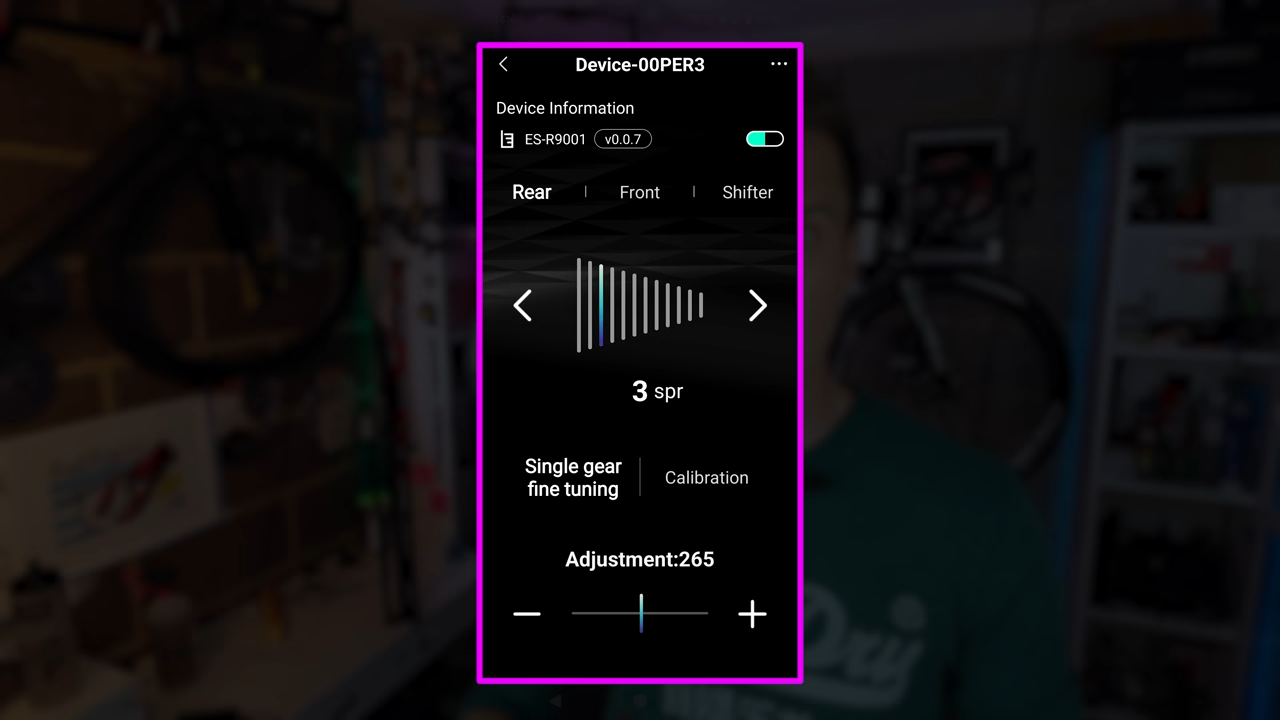 Device-00PER3
Device Information
ES-R9001 v0.0.7
Rear Front Shifter
3 spr
Single gear
fine tuning
Calibration
Adjustment:265
Oxy